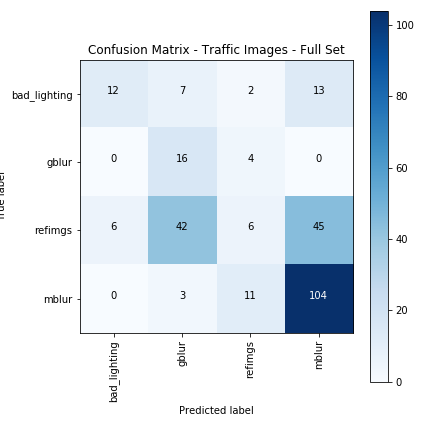 Confusion Matrix - Traffic Images - Full Set
bad_lighting 12 7 2 13
gblur 0 16 4 0
refimgs 6 42 6 45
mblur 0 3 11 104
bad_lighting gblur refimgs mblur
Predicted label
100
80
60
40
20
0